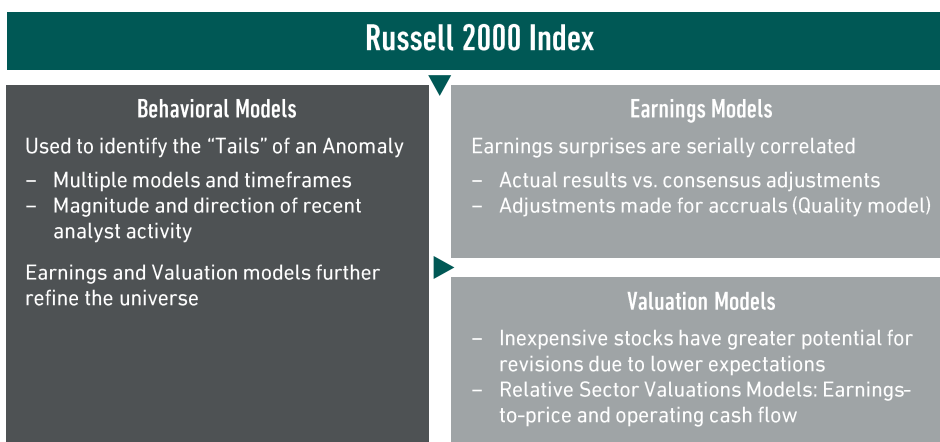 Russell 2000 Index
Behavioral Models
Used to identify the “Tails” of an Anomaly
– Multiple models and timeframes
– Magnitude and direction of recent
analyst activity
Earnings and Valuation models further
refine the universe
Earnings Models
Earnings surprises are serially correlated
– Actual results vs. consensus adjustments
– Adjustments made for accruals (Quality model)
Valuation Models
– Inexpensive stocks have greater potential for
revisions due to lower expectations
– Relative Sector Valuations Models: Earnings-
to-price and operating cash flow